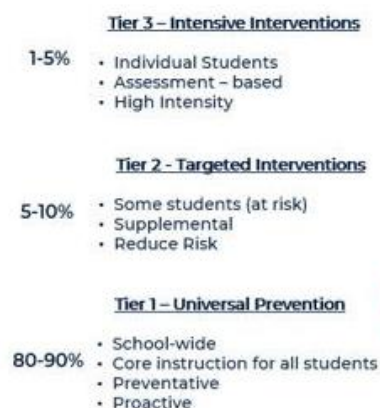 Tier 3 – Intensive Interventions
1-5%
• Individual Students
• Assessment – based
• High Intensity
Tier 2 - Targeted Interventions
5-10%
• Some students (at risk)
• Supplemental
• Reduce Risk
Tier 1 – Universal Prevention
80-90%
• School-wide
• Core instruction for all students
• Preventative
• Proactive